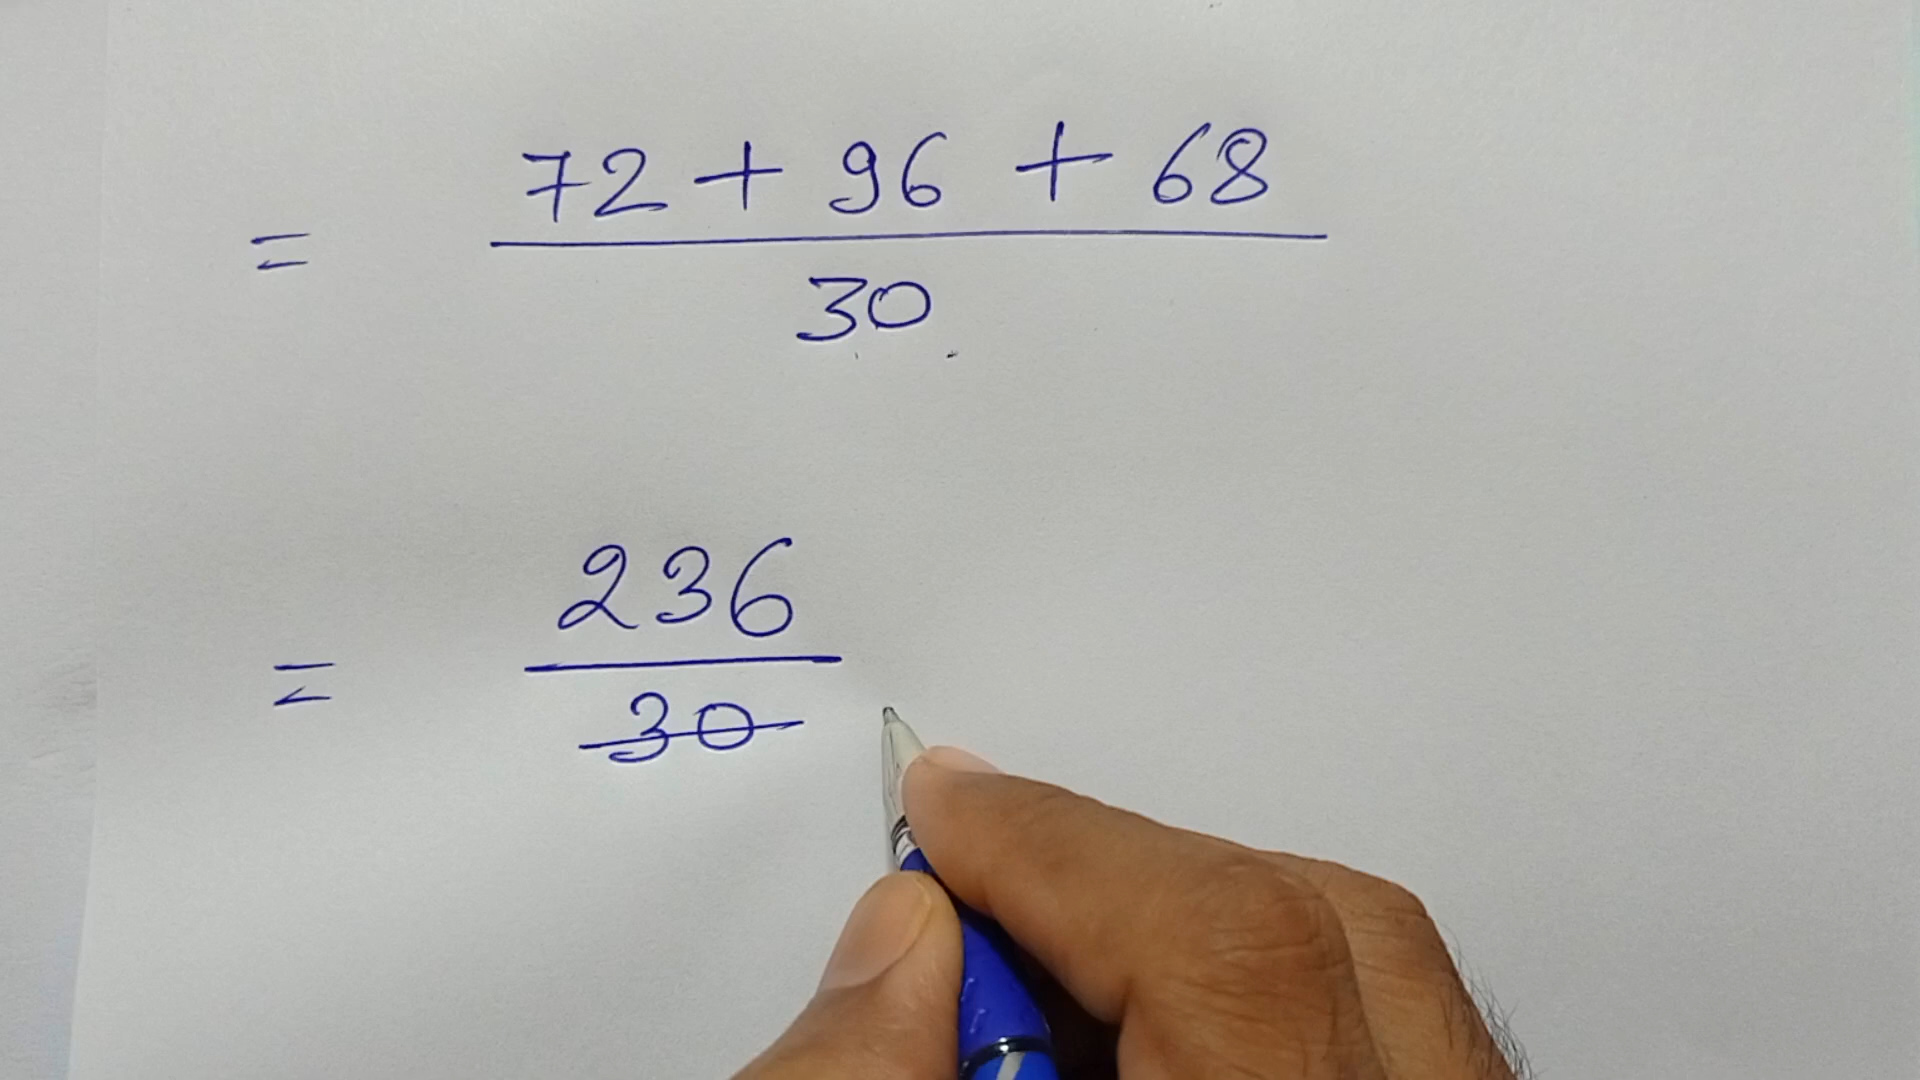 = 72 + 96 + 68
30
= 236
30